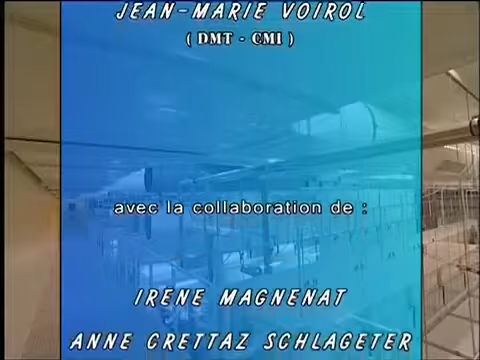 JEAN-MARIE VOIROL
( DMT - CMI )
avec la collaboration de :
IRENE MAGNENAT
ANNE CRETTAZ SCHLAGETER